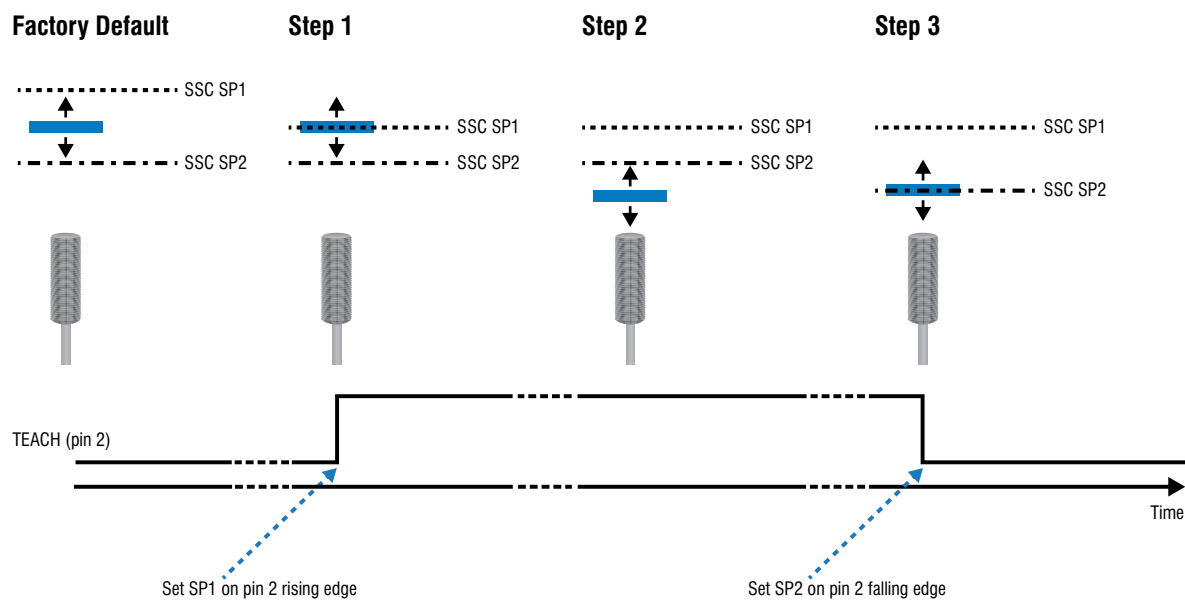 Factory Default
Step 1
Step 2
Step 3
SSC SP1
SSC SP2
SSC SP1
SSC SP2
SSC SP1
SSC SP2
SSC SP1
SSC SP2
TEACH (pin 2)
Time
Set SP1 on pin 2 rising edge
Set SP2 on pin 2 falling edge